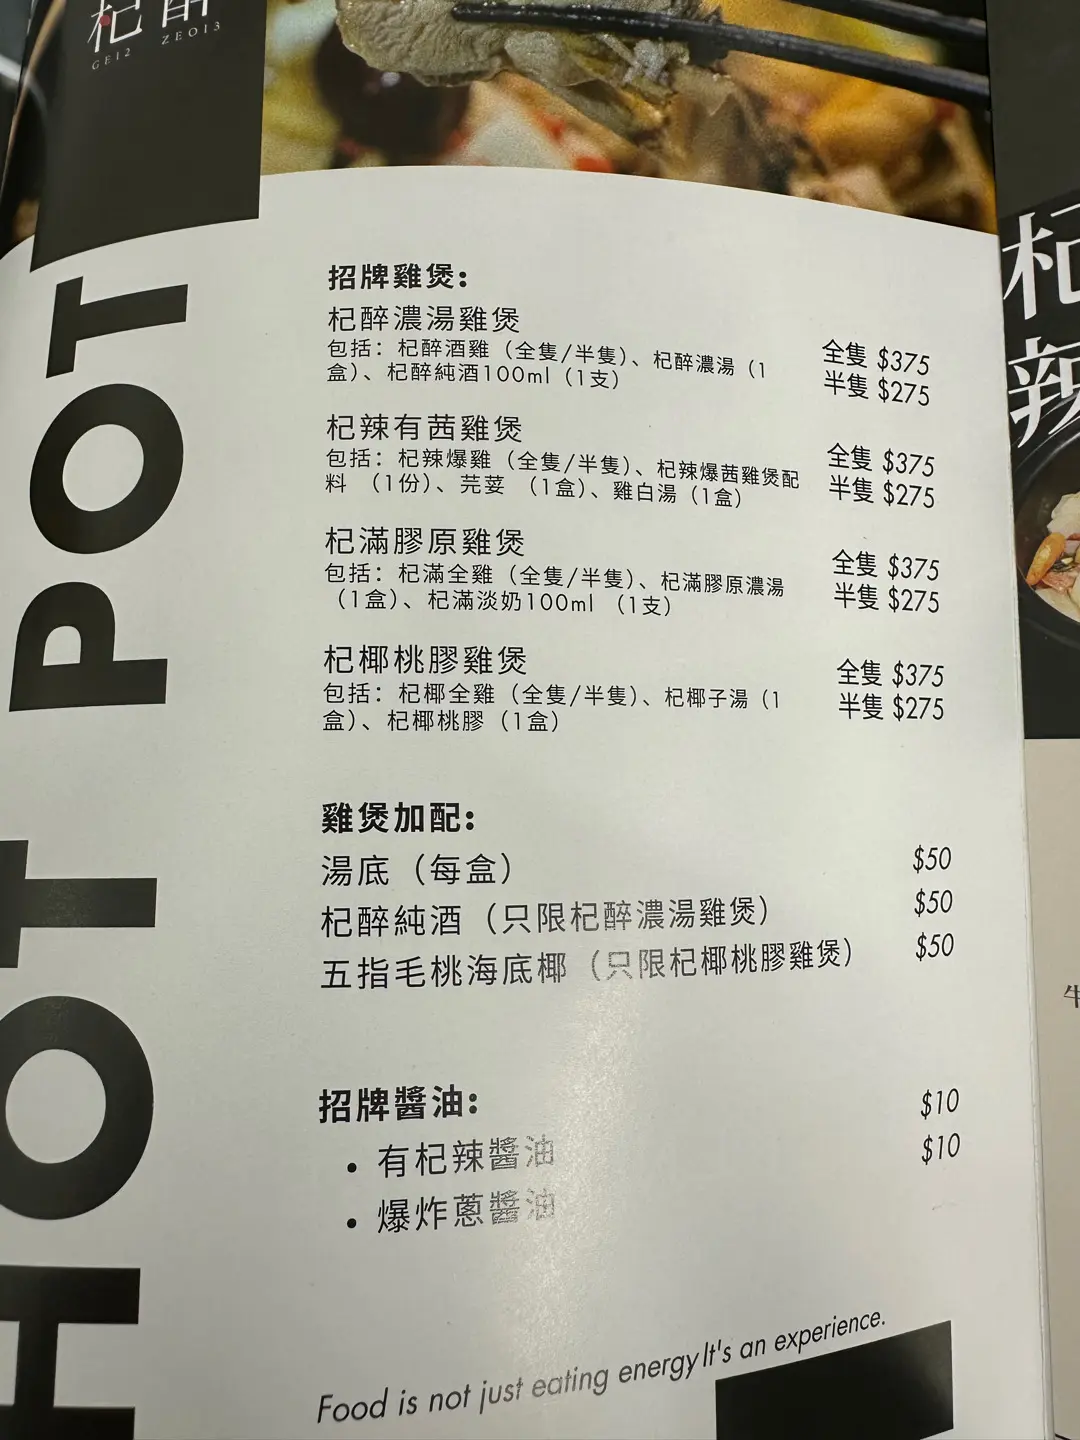 GEI2 ZEOI3
HOT POT
招牌雞煲:
杞醉濃湯雞煲
包括: 杞醉酒雞（全隻/半隻）、杞醉濃湯（1
盒）、杞醉純酒100ml（1支）
全隻 $375
半隻 $275
杞辣有茜雞煲
包括: 杞辣爆雞（全隻/半隻）、杞辣爆茜雞煲配
料 （1份）、芫荽 （1盒）、雞白湯（1盒）
全隻 $375
半隻 $275
杞滿膠原雞煲
包括: 杞滿全雞（全隻/半隻）、杞滿膠原濃湯
（1盒）、杞滿淡奶100ml （1支）
全隻 $375
半隻 $275
杞椰桃膠雞煲
包括: 杞椰全雞（全隻/半隻）、杞椰子湯（1
盒）、杞椰桃膠（1盒）
全隻 $375
半隻 $275
雞煲加配:
湯底（每盒） $50
杞醉純酒（只限杞醉濃湯雞煲） $50
五指毛桃海底椰（只限杞椰桃膠雞煲） $50
招牌醬油:
• 有杞辣醬油 $10
• 爆炸蔥醬油 $10
Food is not just eating energy It's an experience.
杞
辣